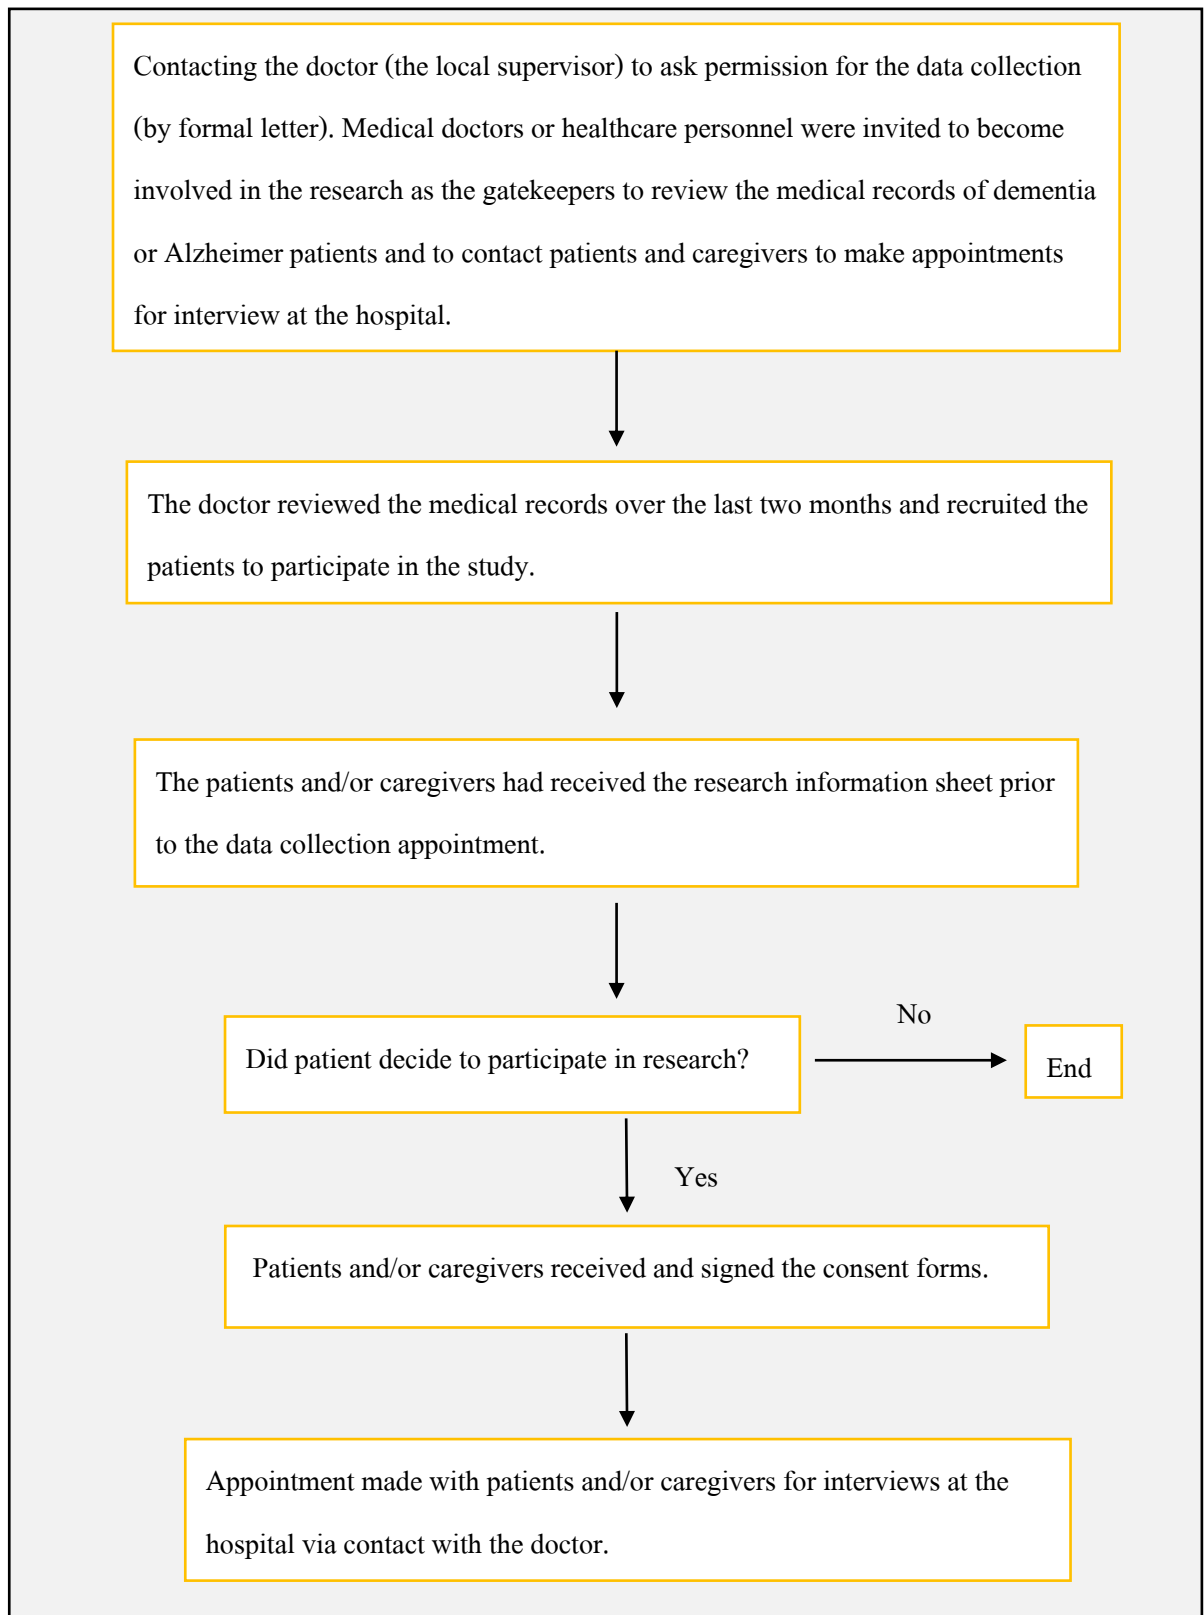 Contacting the doctor (the local supervisor) to ask permission for the data collection
(by formal letter). Medical doctors or healthcare personnel were invited to become
involved in the research as the gatekeepers to review the medical records of dementia
or Alzheimer patients and to contact patients and caregivers to make appointments
for interview at the hospital.
The doctor reviewed the medical records over the last two months and recruited the
patients to participate in the study.
The patients and/or caregivers had received the research information sheet prior
to the data collection appointment.
Did patient decide to participate in research?
No
End
Yes
Patients and/or caregivers received and signed the consent forms.
Appointment made with patients and/or caregivers for interviews at the
hospital via contact with the doctor.